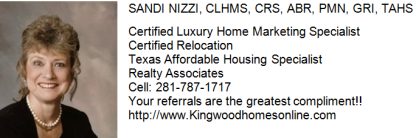 SANDI NIZZI, CLHMS, CRS, ABR, PMN, GRI, TAHS
Certified Luxury Home Marketing Specialist
Certified Relocation
Texas Affordable Housing Specialist
Realty Associates
Cell: 281-787-1717
Your referrals are the greatest compliment!!
http://www.Kingwoodhomesonline.com